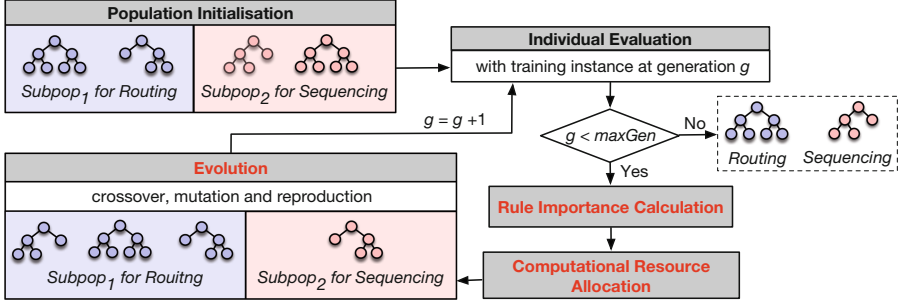 Population Initialisation
Subpop1 for Routing
Subpop2 for Sequencing
Individual Evaluation
with training instance at generation g
g = g +1
g < maxGen
No
Yes
Routing
Sequencing
Rule Importance Calculation
Computational Resource
Allocation
Evolution
crossover, mutation and reproduction
Subpop1 for Rouitng
Subpop2 for Sequencing